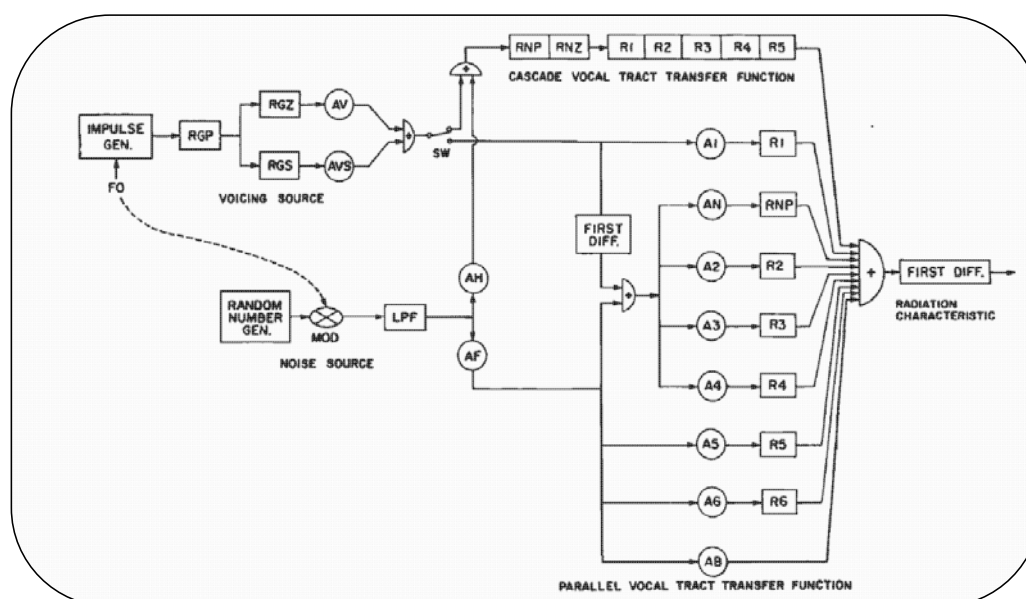 RNP RNZ R1 R2 R3 R4 R5
CASCADE VOCAL TRACT TRANSFER FUNCTION
IMPULSE
GEN.
RGP
RGZ
AV
RGS
AVS
SW
FO
VOICING SOURCE
A1
R1
AN
RNP
FIRST
DIFF.
A2
R2
AH
RANDOM
NUMBER
GEN.
MOD
LPF
NOISE SOURCE
AF
A3
R3
A4
R4
A5
R5
A6
R6
AB
PARALLEL VOCAL TRACT TRANSFER FUNCTION
+
+
+
+
FIRST DIFF.
RADIATION
CHARACTERISTIC